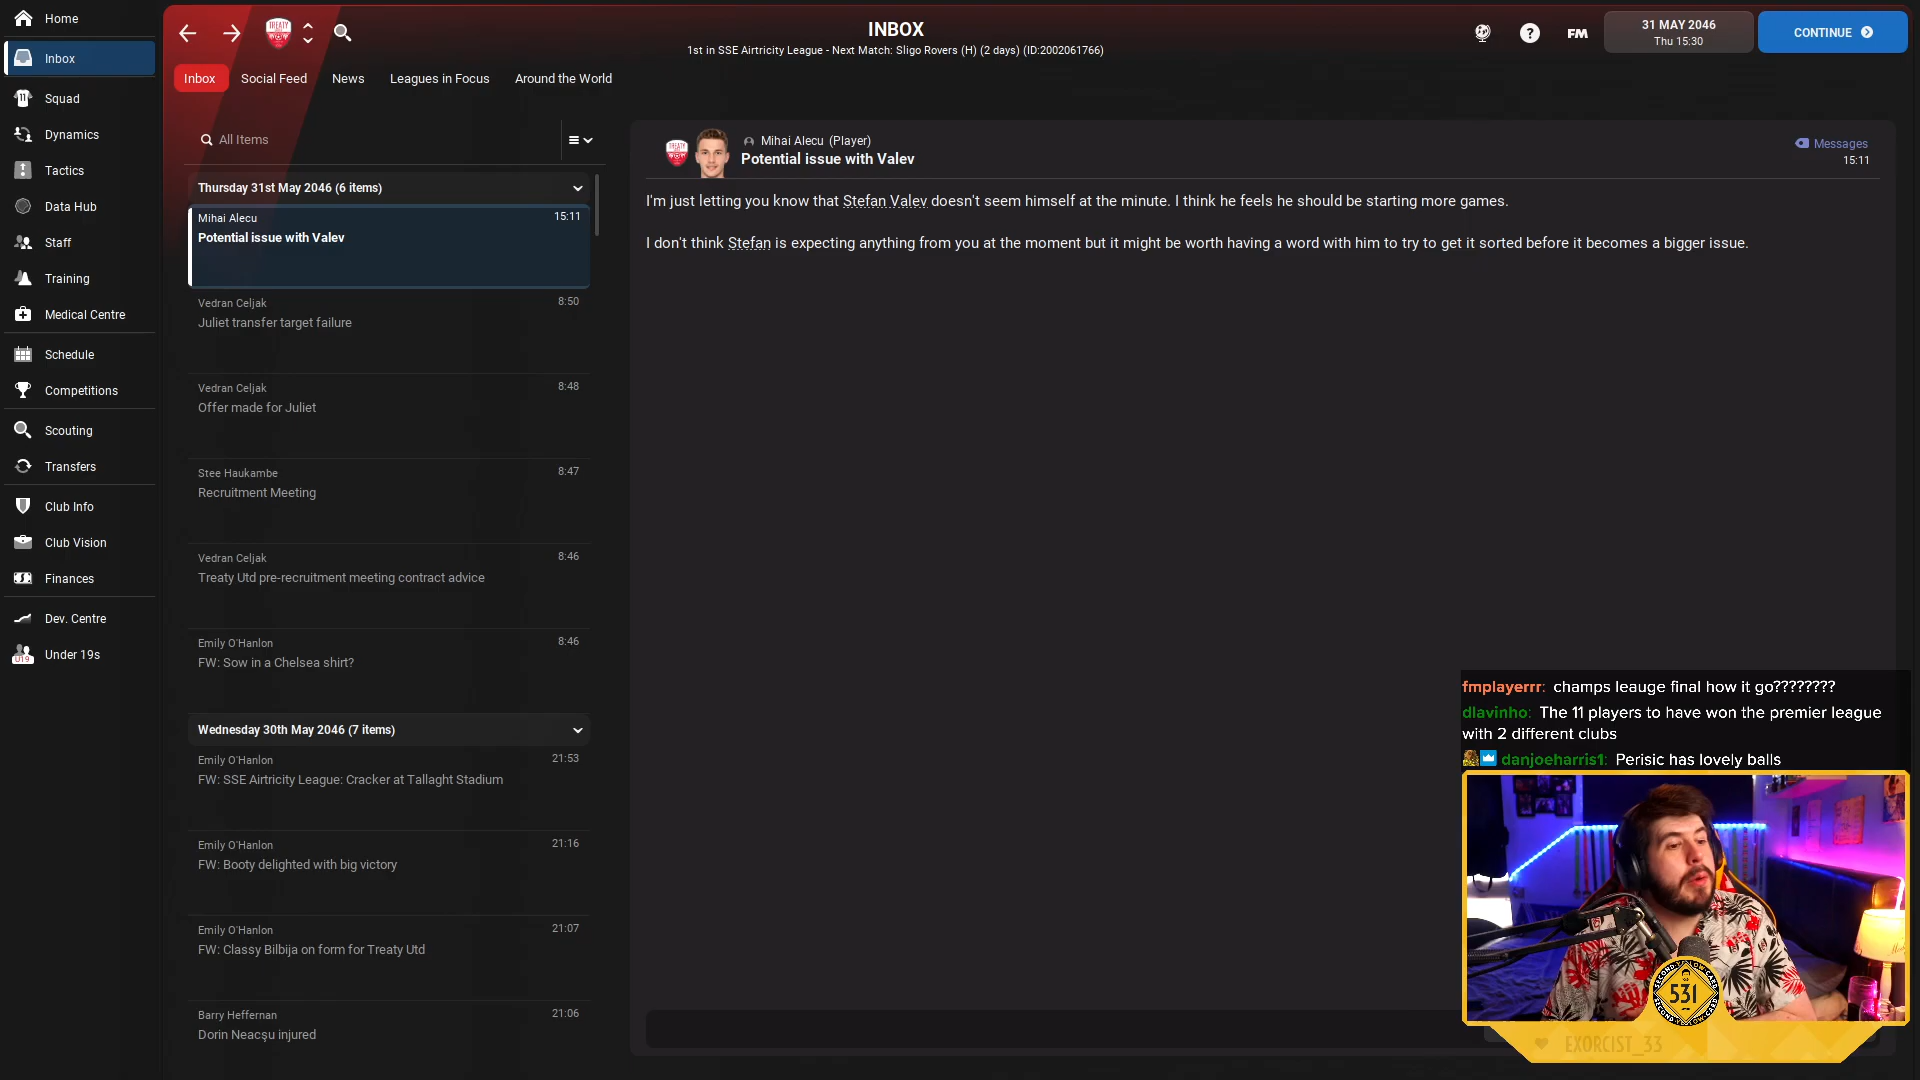 Home
Inbox
Squad
Dynamics
Tactics
Data Hub
Staff
Training
Medical Centre
Schedule
Competitions
Scouting
Transfers
Club Info
Club Vision
Finances
Dev. Centre
U19
Under 19s
TREATY
INBOX
1st in SSE Airtricity League - Next Match: Sligo Rovers (H) (2 days) (ID:2002061766)
?
FM
31 MAY 2046
Thu 15:30
CONTINUE
Inbox Social Feed News Leagues in Focus Around the World
All Items
Thursday 31st May 2046 (6 items)
Mihai Alecu 15:11
Potential issue with Valev
Vedran Celjak 8:50
Juliet transfer target failure
Vedran Celjak 8:48
Offer made for Juliet
Stee Haukambe 8:47
Recruitment Meeting
Vedran Celjak 8:46
Treaty Utd pre-recruitment meeting contract advice
Emily O'Hanlon 8:46
FW: Sow in a Chelsea shirt?
Wednesday 30th May 2046 (7 items)
Emily O'Hanlon 21:53
FW: SSE Airtricity League: Cracker at Tallaght Stadium
Emily O'Hanlon 21:16
FW: Booty delighted with big victory
Emily O'Hanlon 21:07
FW: Classy Bilbija on form for Treaty Utd
Barry Heffernan 21:06
Dorin Neacşu injured
TREATY
Mihai Alecu (Player)
Potential issue with Valev
Messages
15:11
I'm just letting you know that Stefan Valev doesn't seem himself at the minute. I think he feels he should be starting more games.
I don't think Stefan is expecting anything from you at the moment but it might be worth having a word with him to try to get it sorted before it becomes a bigger issue.
fmplayerrr: champs leauge final how it go????????
dlavinho: The 11 players to have won the premier league
with 2 different clubs
danjoeharris1: Perisic has lovely balls
SECOND YELLOW CARD
531
SECOND YELLOW CARD
EXORCIST_33